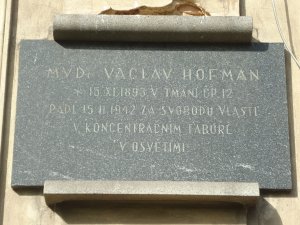 MUDR VÁCLAV HOFMAN
* 15.XI.1893 V TMANI ČP.12
PADL 15.II.1942 ZA SVOBODU VLASTI
V KONCENTRAČNÍM TÁBOŘE
V OSVĚTIMI